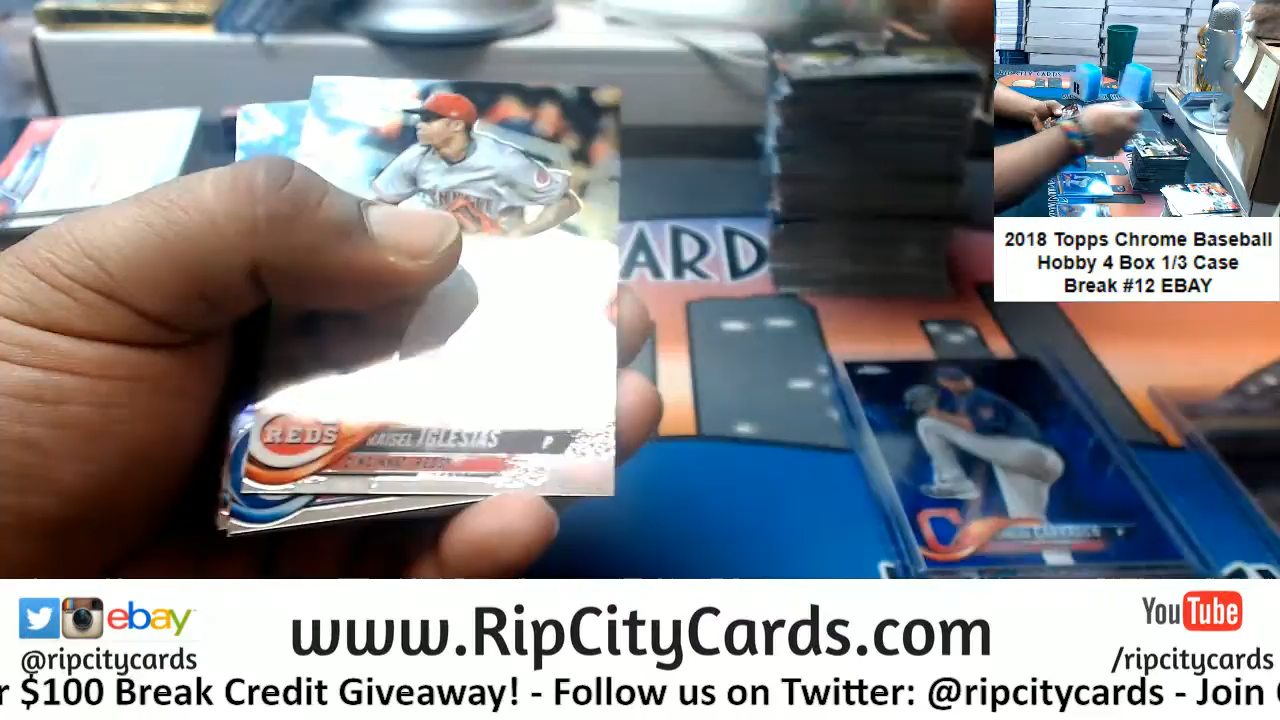 REDS
RAISEL IGLESIAS P
ARD
C
2018 Topps Chrome Baseball
Hobby 4 Box 1/3 Case
Break #12 EBAY
ebay
@ripcitycards
www.RipCityCards.com
YouTube
/ripcitycards
r $100 Break Credit Giveaway! - Follow us on Twitter: @ripcitycards - Join